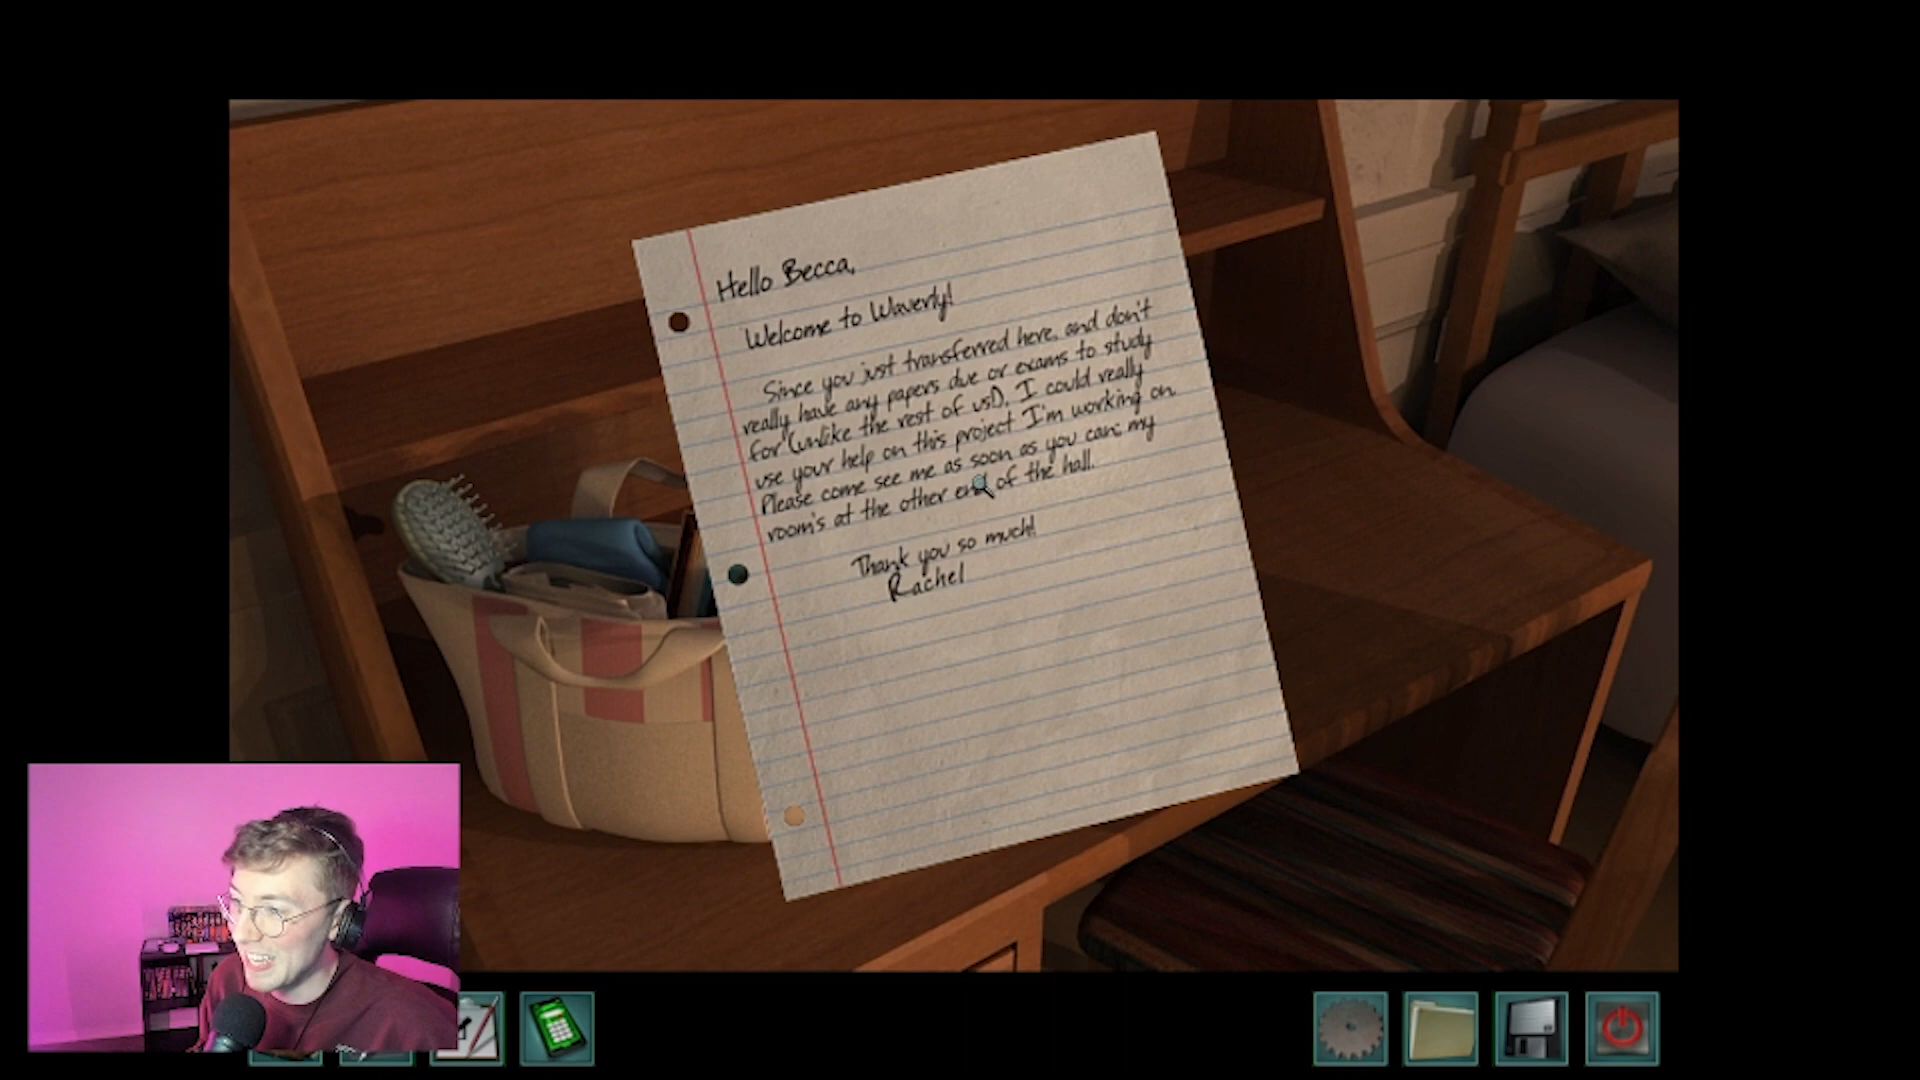 Hello Becca,
Welcome to Waverly!
Since you just transferred here, and don't
really have any papers due or exams to study
for (unlike the rest of us!), I could really
use your help on this project I'm working on.
Please come see me as soon as you can; my
room's at the other end of the hall.
Thank you so much!
Rachel